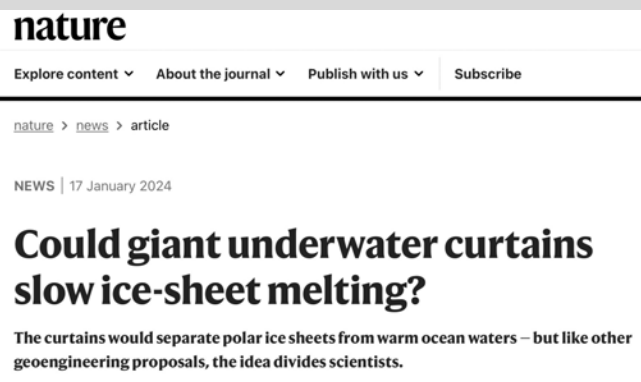 nature
Explore content About the journal Publish with us Subscribe
nature > news > article
NEWS | 17 January 2024
Could giant underwater curtains
slow ice-sheet melting?
The curtains would separate polar ice sheets from warm ocean waters — but like other
geoengineering proposals, the idea divides scientists.